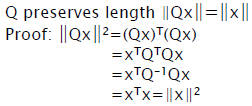 Q preserves length ||Qx||=||x||
Proof: ||Qx||²=(Qx)ᵀ(Qx)
=xᵀQᵀQx
=xᵀQ⁻¹Qx
=xᵀx=||x||²